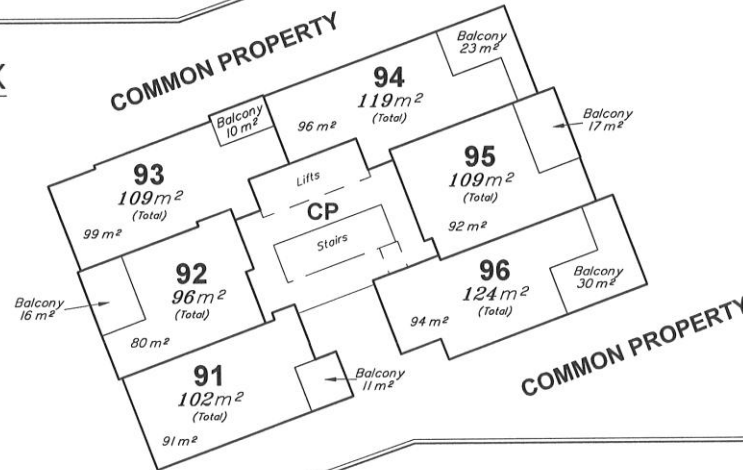 K
COMMON PROPERTY
Balcony
23 m²
94
119m²
(Total)
96 m²
Balcony
10 m²
Balcony
17 m²
93
109m²
(Total)
99 m²
95
109m²
(Total)
92 m²
Lifts
CP
Stairs
92
96m²
(Total)
80 m²
Balcony
16 m²
96
124m²
(Total)
94 m²
Balcony
30 m²
91
102m²
(Total)
91 m²
Balcony
11 m²
COMMON PROPERTY